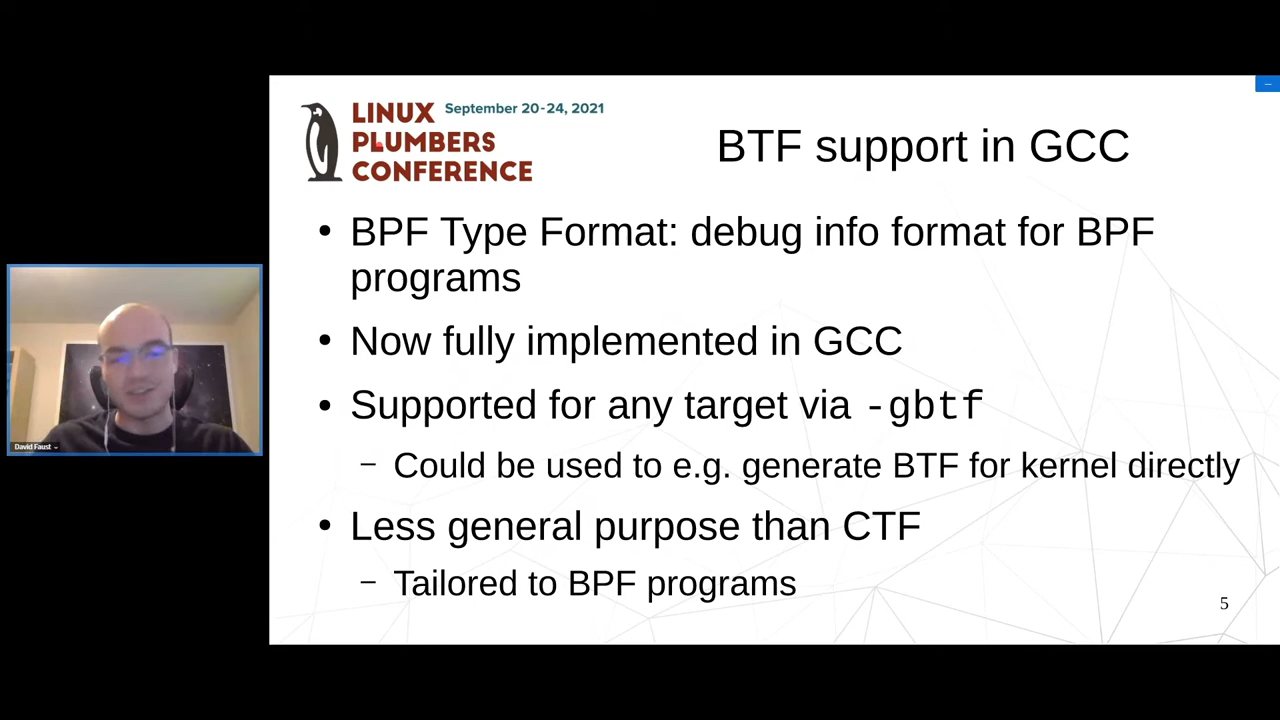 LINUX September 20-24, 2021
PLUMBERS
CONFERENCE
BTF support in GCC
• BPF Type Format: debug info format for BPF
programs
• Now fully implemented in GCC
• Supported for any target via -gbtf
– Could be used to e.g. generate BTF for kernel directly
• Less general purpose than CTF
– Tailored to BPF programs
5
David Faust